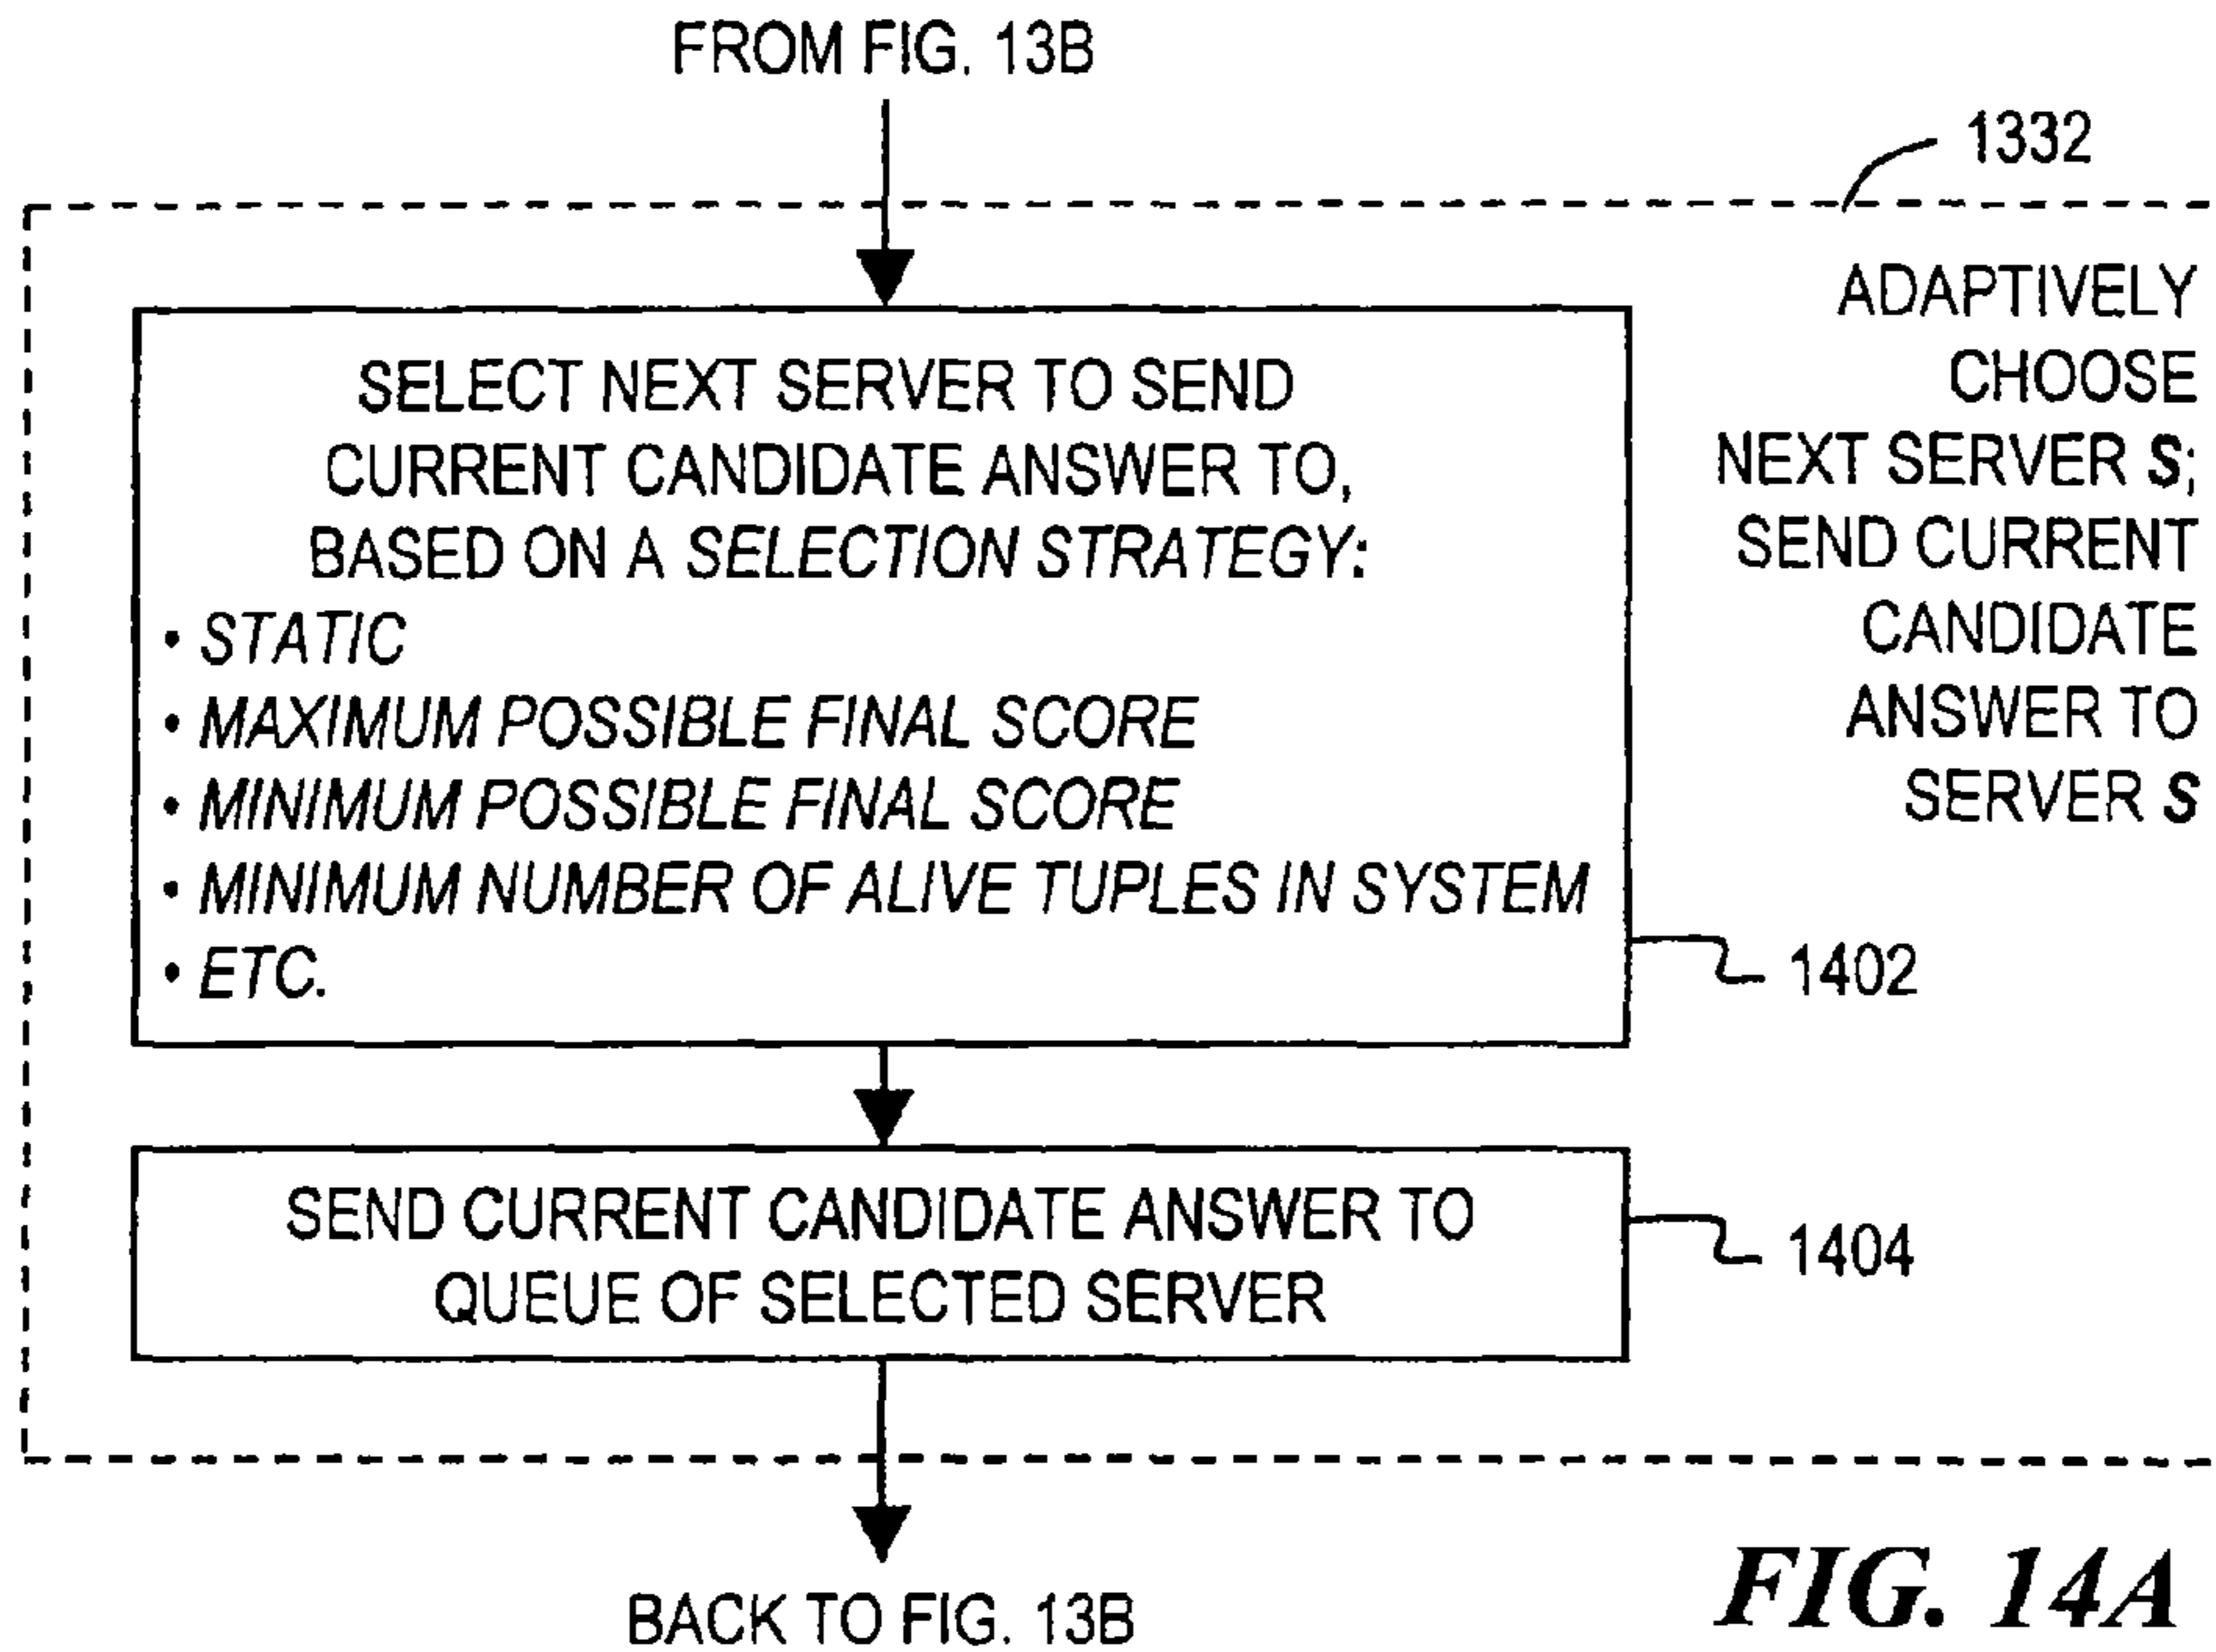 FROM FIG. 13B
1332
ADAPTIVELY
CHOOSE
NEXT SERVER S;
SEND CURRENT
CANDIDATE
ANSWER TO
SERVER S
SELECT NEXT SERVER TO SEND
CURRENT CANDIDATE ANSWER TO,
BASED ON A SELECTION STRATEGY:
• STATIC
• MAXIMUM POSSIBLE FINAL SCORE
• MINIMUM POSSIBLE FINAL SCORE
• MINIMUM NUMBER OF ALIVE TUPLES IN SYSTEM
• ETC.
1402
SEND CURRENT CANDIDATE ANSWER TO
QUEUE OF SELECTED SERVER
1404
BACK TO FIG. 13B
FIG. 14A